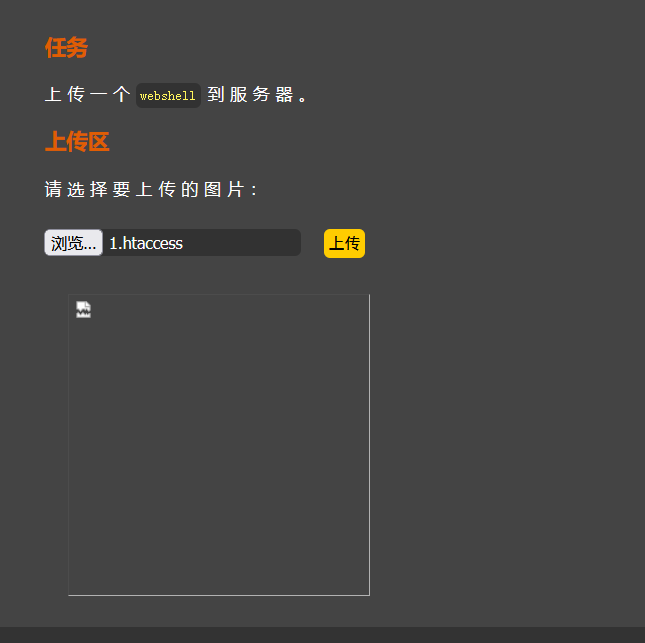 任务
上传一个 webshell 到服务器。
上传区
请选择要上传的图片：
浏览... 1.htaccess 上传